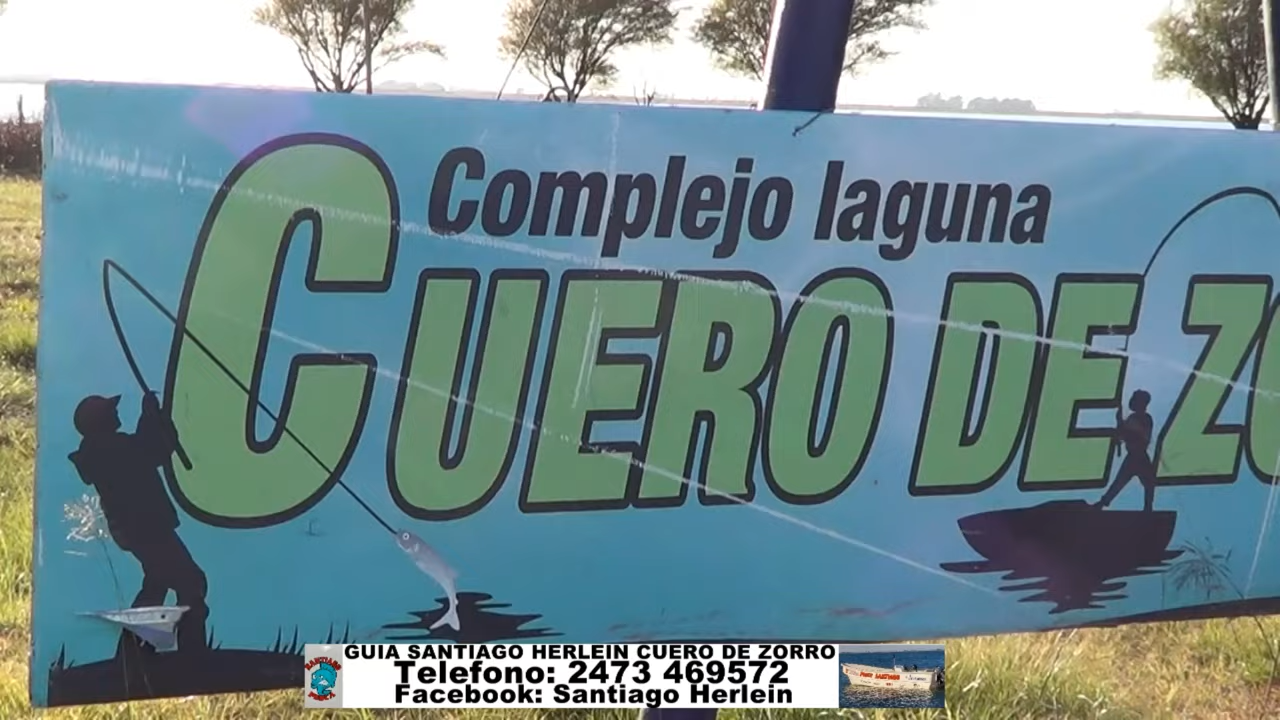 Complejo laguna
CUERO DE ZO
GUIA SANTIAGO HERLEIN CUERO DE ZORRO
Telefono: 2473 469572
Facebook: Santiago Herlein